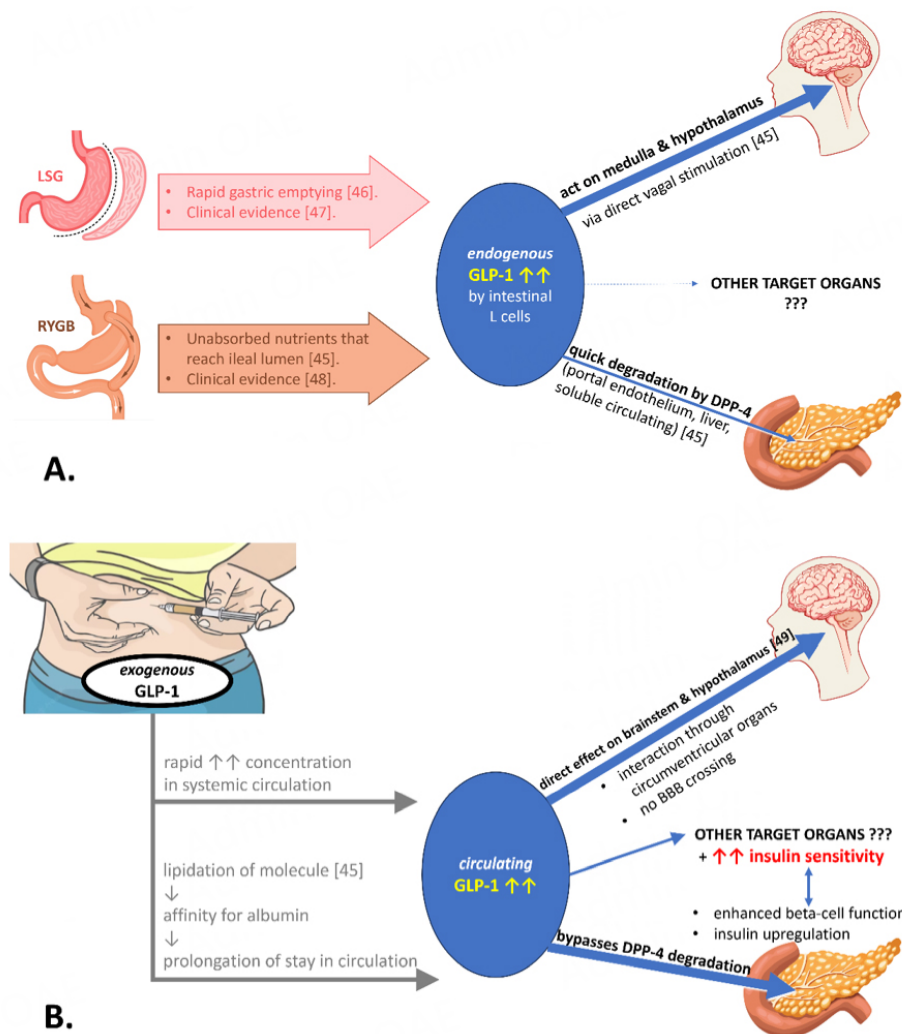 LSG
• Rapid gastric emptying [46].
• Clinical evidence [47].
RYGB
• Unabsorbed nutrients that
reach ileal lumen [45].
• Clinical evidence [48].
endogenous
GLP-1 ↑↑
by intestinal
L cells
act on medulla & hypothalamus
via direct vagal stimulation [45]
OTHER TARGET ORGANS
???
quick degradation by DPP-4
(portal endothelium, liver,
soluble circulating) [45]
A.
exogenous
GLP-1
rapid ↑↑ concentration
in systemic circulation
lipidation of molecule [45]
↓
affinity for albumin
↓
prolongation of stay in circulation
circulating
GLP-1 ↑↑
direct effect on brainstem & hypothalamus [49]
• interaction through
circumventricular organs
• no BBB crossing
OTHER TARGET ORGANS ???
+ ↑↑ insulin sensitivity
• enhanced beta-cell function
• insulin upregulation
bypasses DPP-4 degradation
B.